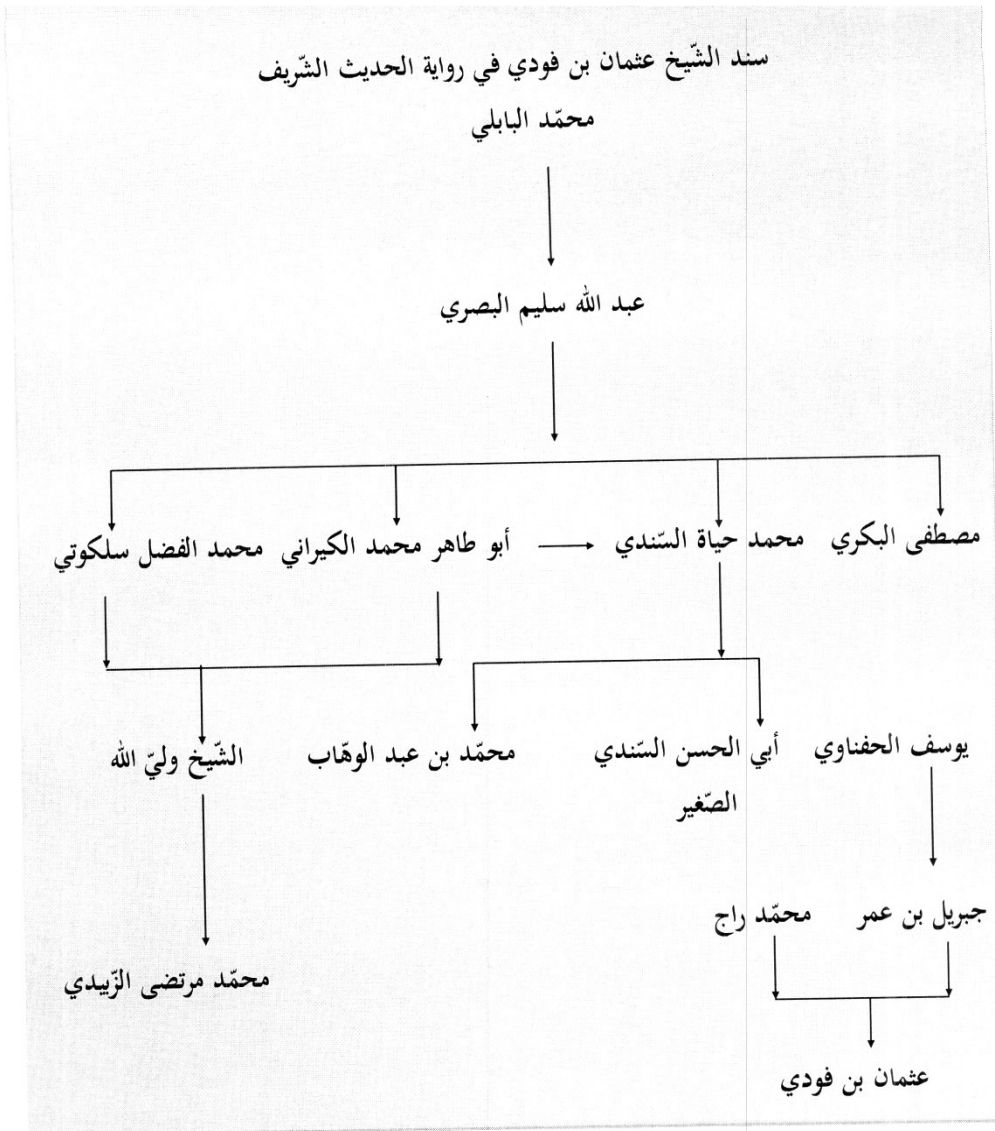 سند الشّيخ عثمان بن فودي في رواية الحديث الشّريف
محمّد البابلي
عبد الله سليم البصري
مصطفى البكري محمد حياة السّندي أبو طاهر محمد الكيراني محمد الفضل سلكوتي
يوسف الحفناوي أبي الحسن السّندي محمّد بن عبد الوهّاب الشّيخ وليّ الله
الصّغير
جبريل بن عمر محمّد راج
محمّد مرتضى الزّبيدي
عثمان بن فودي